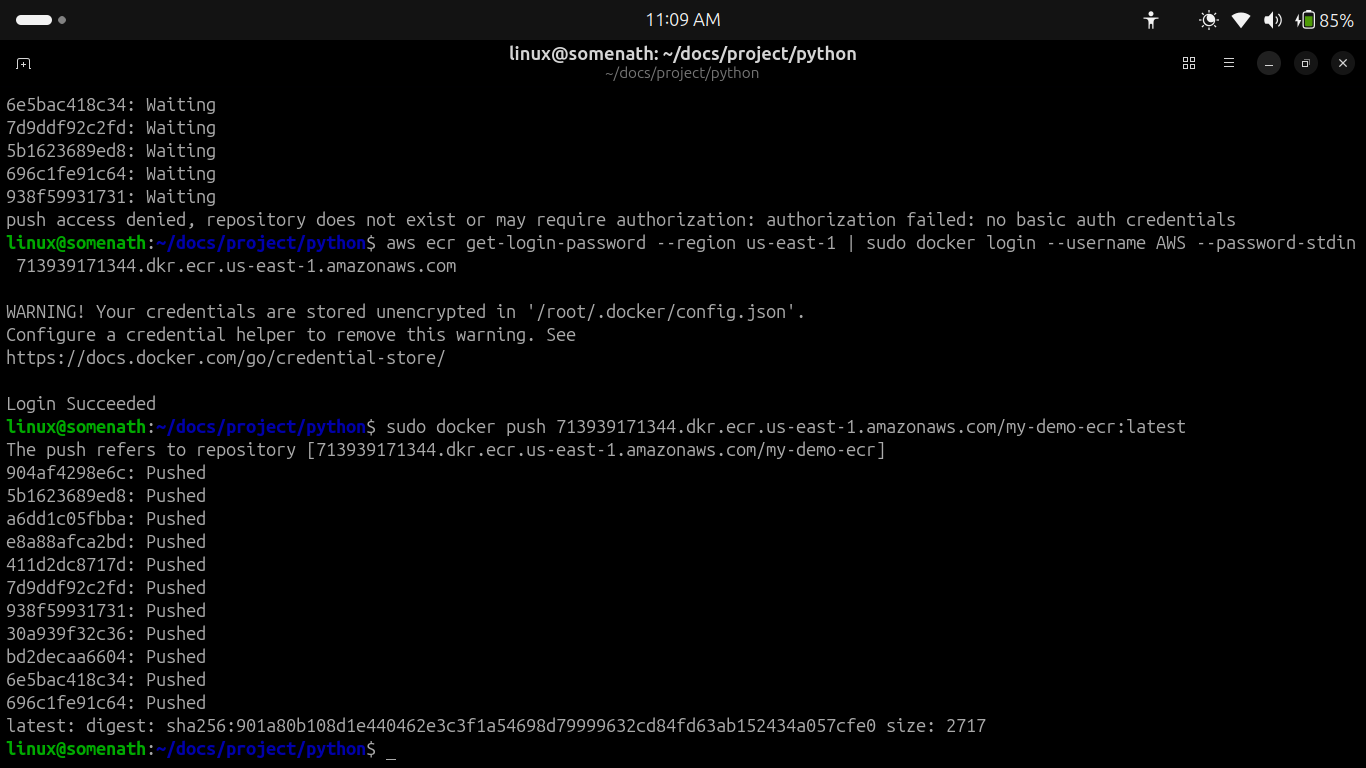 11:09 AM
85%
linux@somenath: ~/docs/project/python
~/docs/project/python
6e5bac418c34: Waiting
7d9ddf92c2fd: Waiting
5b1623689ed8: Waiting
696c1fe91c64: Waiting
938f59931731: Waiting
push access denied, repository does not exist or may require authorization: authorization failed: no basic auth credentials
linux@somenath:~/docs/project/python$ aws ecr get-login-password --region us-east-1 | sudo docker login --username AWS --password-stdin
713939171344.dkr.ecr.us-east-1.amazonaws.com
WARNING! Your credentials are stored unencrypted in '/root/.docker/config.json'.
Configure a credential helper to remove this warning. See
https://docs.docker.com/go/credential-store/
Login Succeeded
linux@somenath:~/docs/project/python$ sudo docker push 713939171344.dkr.ecr.us-east-1.amazonaws.com/my-demo-ecr:latest
The push refers to repository [713939171344.dkr.ecr.us-east-1.amazonaws.com/my-demo-ecr]
904af4298e6c: Pushed
5b1623689ed8: Pushed
a6dd1c05fbba: Pushed
e8a88afca2bd: Pushed
411d2dc8717d: Pushed
7d9ddf92c2fd: Pushed
938f59931731: Pushed
30a939f32c36: Pushed
bd2decaa6604: Pushed
6e5bac418c34: Pushed
696c1fe91c64: Pushed
latest: digest: sha256:901a80b108d1e440462e3c3f1a54698d79999632cd84fd63ab152434a057cfe0 size: 2717
linux@somenath:~/docs/project/python$ _